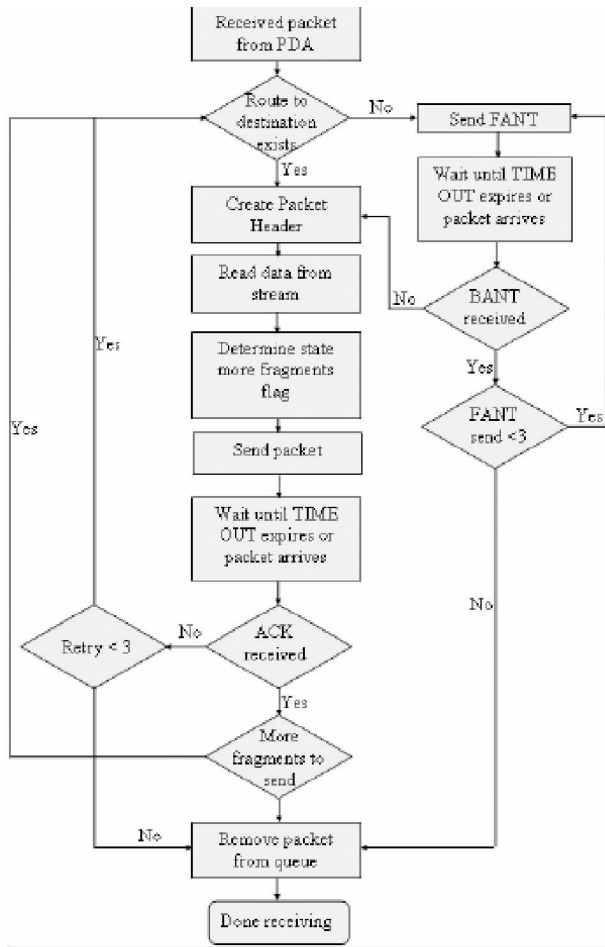 Received packet
from PDA
Route to
destination
exists
No
Send FANT
Yes
Wait until TIME
OUT expires or
packet arrives
Create Packet
Header
Read data from
stream
No
BANT
received
Yes
Determine state
more fragments
flag
Yes
Yes
FANT
send <3
Yes
Send packet
Wait until TIME
OUT expires or
packet arrives
No
Retry < 3
No
ACK
received
Yes
More
fragments to
send
No
Remove packet
from queue
Done receiving